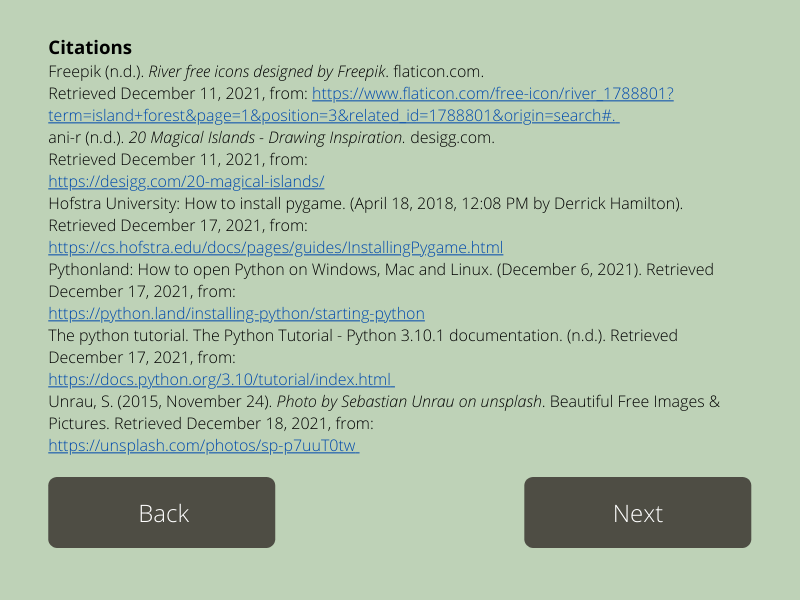 Citations
Freepik (n.d.). River free icons designed by Freepik. flaticon.com.
Retrieved December 11, 2021, from: https://www.flaticon.com/free-icon/river_1788801?
term=island+forest&page=1&position=3&related_id=1788801&origin=search#.
ani-r (n.d.). 20 Magical Islands - Drawing Inspiration. desigg.com.
Retrieved December 11, 2021, from:
https://desigg.com/20-magical-islands/
Hofstra University: How to install pygame. (April 18, 2018, 12:08 PM by Derrick Hamilton).
Retrieved December 17, 2021, from:
https://cs.hofstra.edu/docs/pages/guides/InstallingPygame.html
Pythonland: How to open Python on Windows, Mac and Linux. (December 6, 2021). Retrieved
December 17, 2021, from:
https://python.land/installing-python/starting-python
The python tutorial. The Python Tutorial - Python 3.10.1 documentation. (n.d.). Retrieved
December 17, 2021, from:
https://docs.python.org/3.10/tutorial/index.html
Unrau, S. (2015, November 24). Photo by Sebastian Unrau on unsplash. Beautiful Free Images &
Pictures. Retrieved December 18, 2021, from:
https://unsplash.com/photos/sp-p7uuT0tw
Back
Next